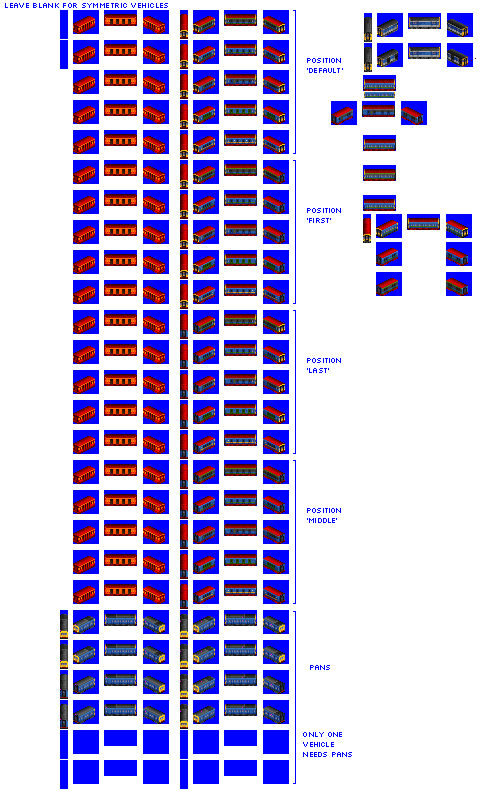 LEAVE BLANK FOR SYMMETRIC VEHICLES
POSITION
'DEFAULT'
POSITION
'FIRST'
POSITION
'LAST'
POSITION
'MIDDLE'
PANS
ONLY ONE
VEHICLE
NEEDS PANS